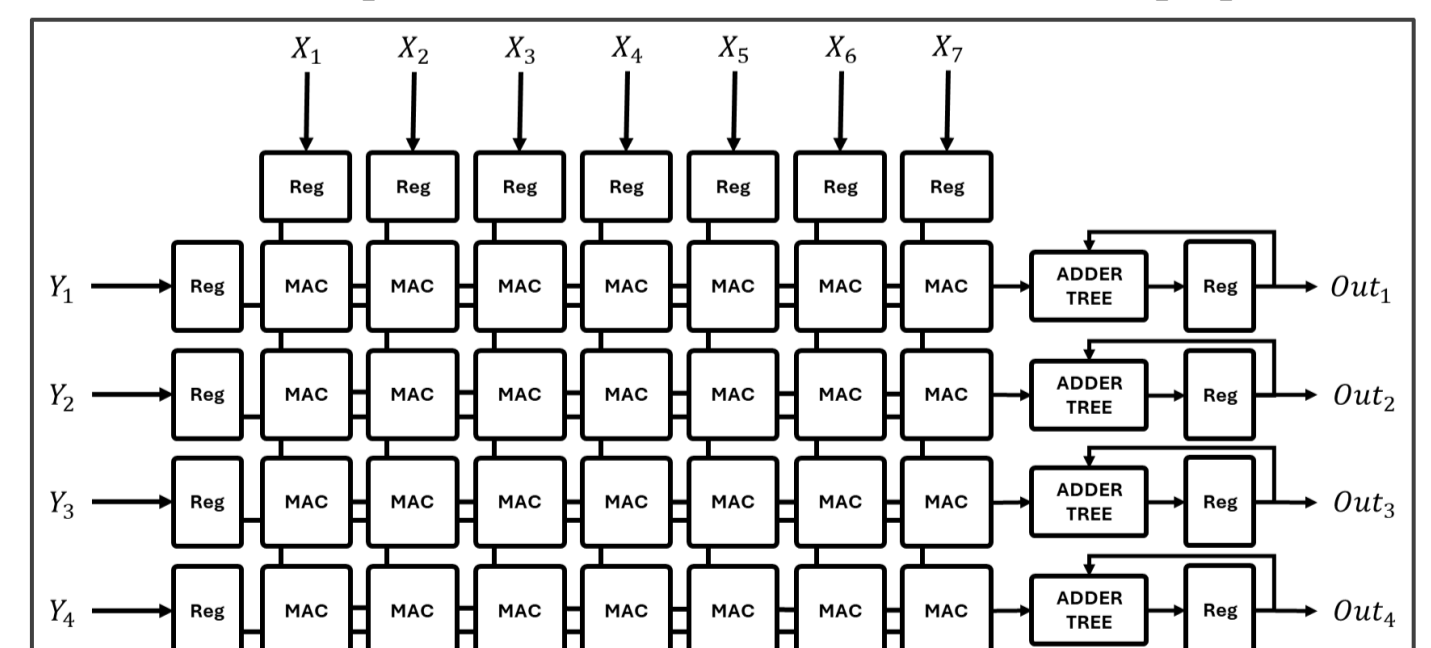 X₁ X₂ X₃ X₄ X₅ X₆ X₇
Reg Reg Reg Reg Reg Reg Reg
Y₁ Reg MAC MAC MAC MAC MAC MAC MAC ADDER TREE Reg Out₁
Y₂ Reg MAC MAC MAC MAC MAC MAC MAC ADDER TREE Reg Out₂
Y₃ Reg MAC MAC MAC MAC MAC MAC MAC ADDER TREE Reg Out₃
Y₄ Reg MAC MAC MAC MAC MAC MAC MAC ADDER TREE Reg Out₄